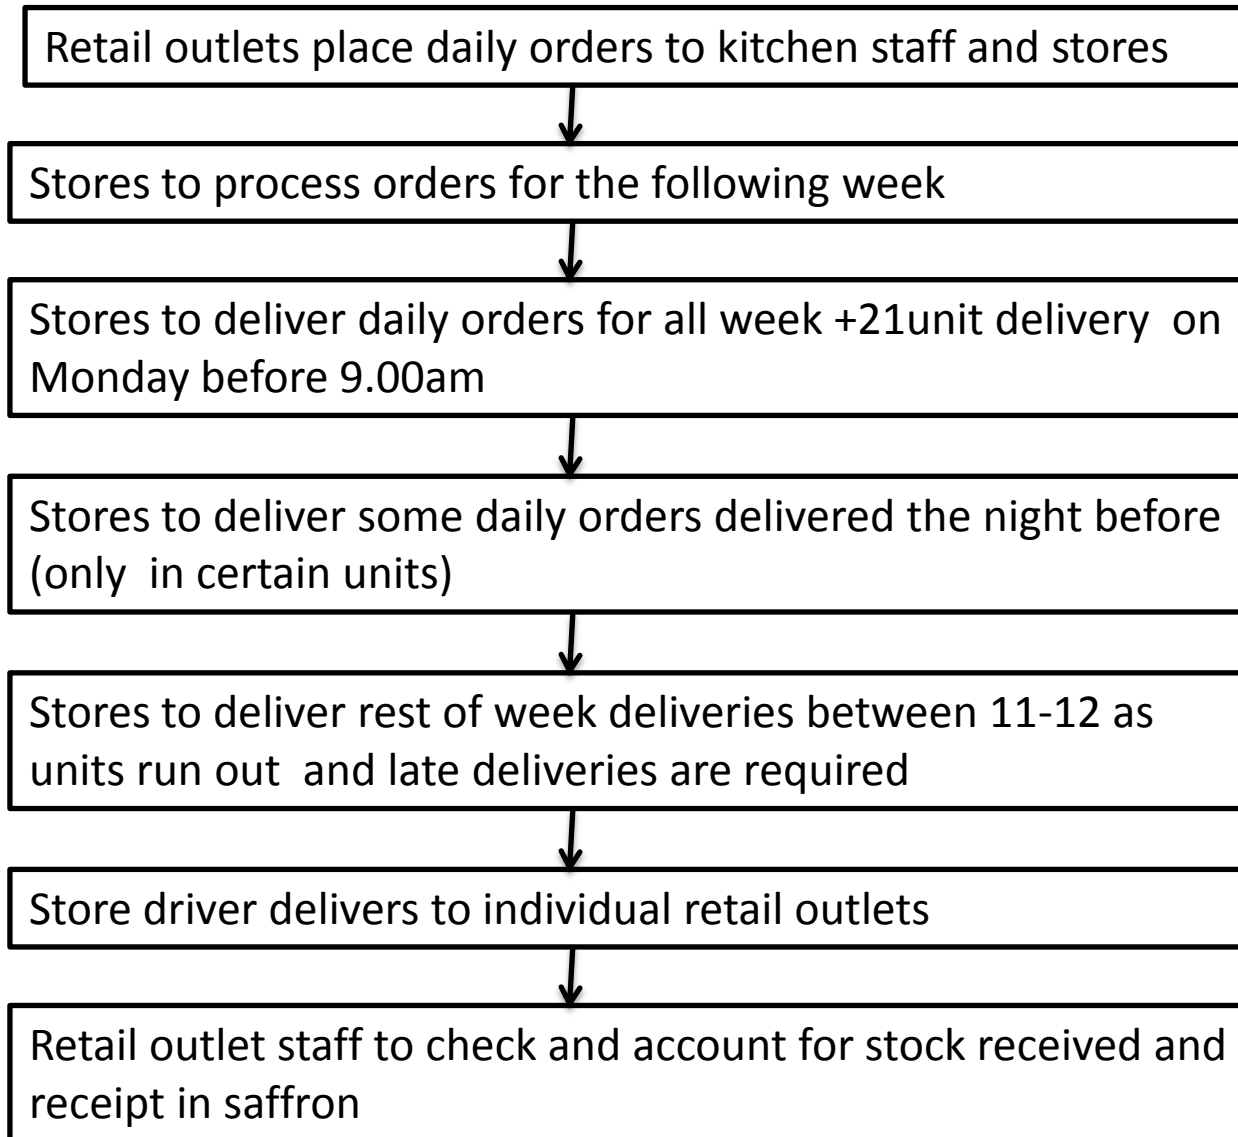 Retail outlets place daily orders to kitchen staff and stores
Stores to process orders for the following week
Stores to deliver daily orders for all week +21unit delivery  on
Monday before 9.00am
Stores to deliver some daily orders delivered the night before
(only  in certain units)
Stores to deliver rest of week deliveries between 11-12 as
units run out  and late deliveries are required
Store driver delivers to individual retail outlets
Retail outlet staff to check and account for stock received and
receipt in saffron